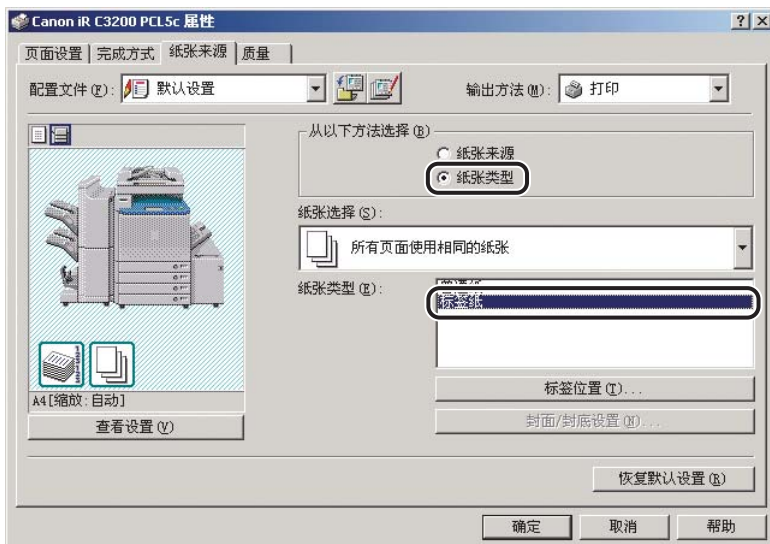 Canon iR C3200 PCL5c 属性
页面设置 完成方式 纸张来源 质量
配置文件(F): 默认设置 输出方法(M): 打印
从以下方法选择(B)
纸张来源
纸张类型
纸张选择(S):
所有页面使用相同的纸张
纸张类型(E):
标签纸
A4[缩放:自动]
查看设置(V)
标签位置(T)...
封面/封底设置(N)...
恢复默认设置(R)
确定 取消 帮助